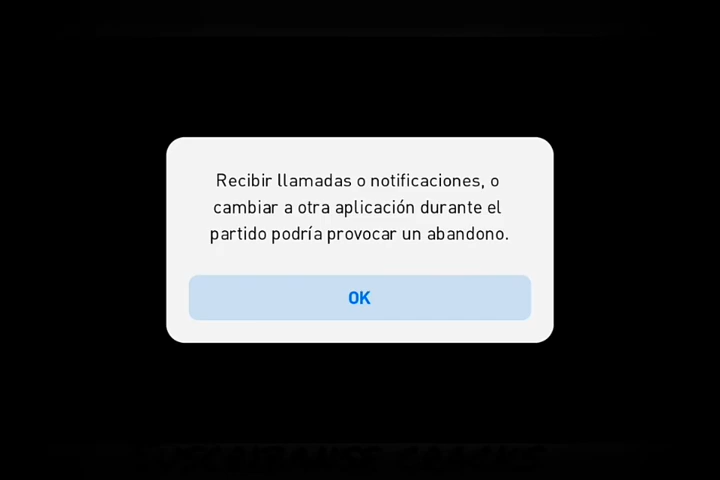 Recibir llamadas o notificaciones, o
cambiar a otra aplicación durante el
partido podría provocar un abandono.
OK